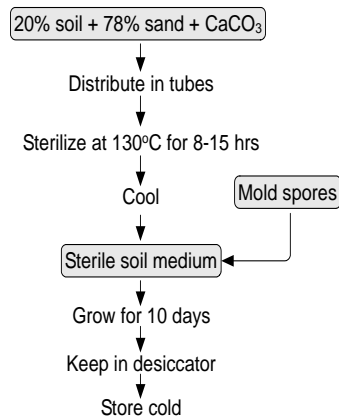 20% soil + 78% sand + CaCO₃
Distribute in tubes
Sterilize at 130ºC for 8-15 hrs
Cool
Mold spores
Sterile soil medium
Grow for 10 days
Keep in desiccator
Store cold